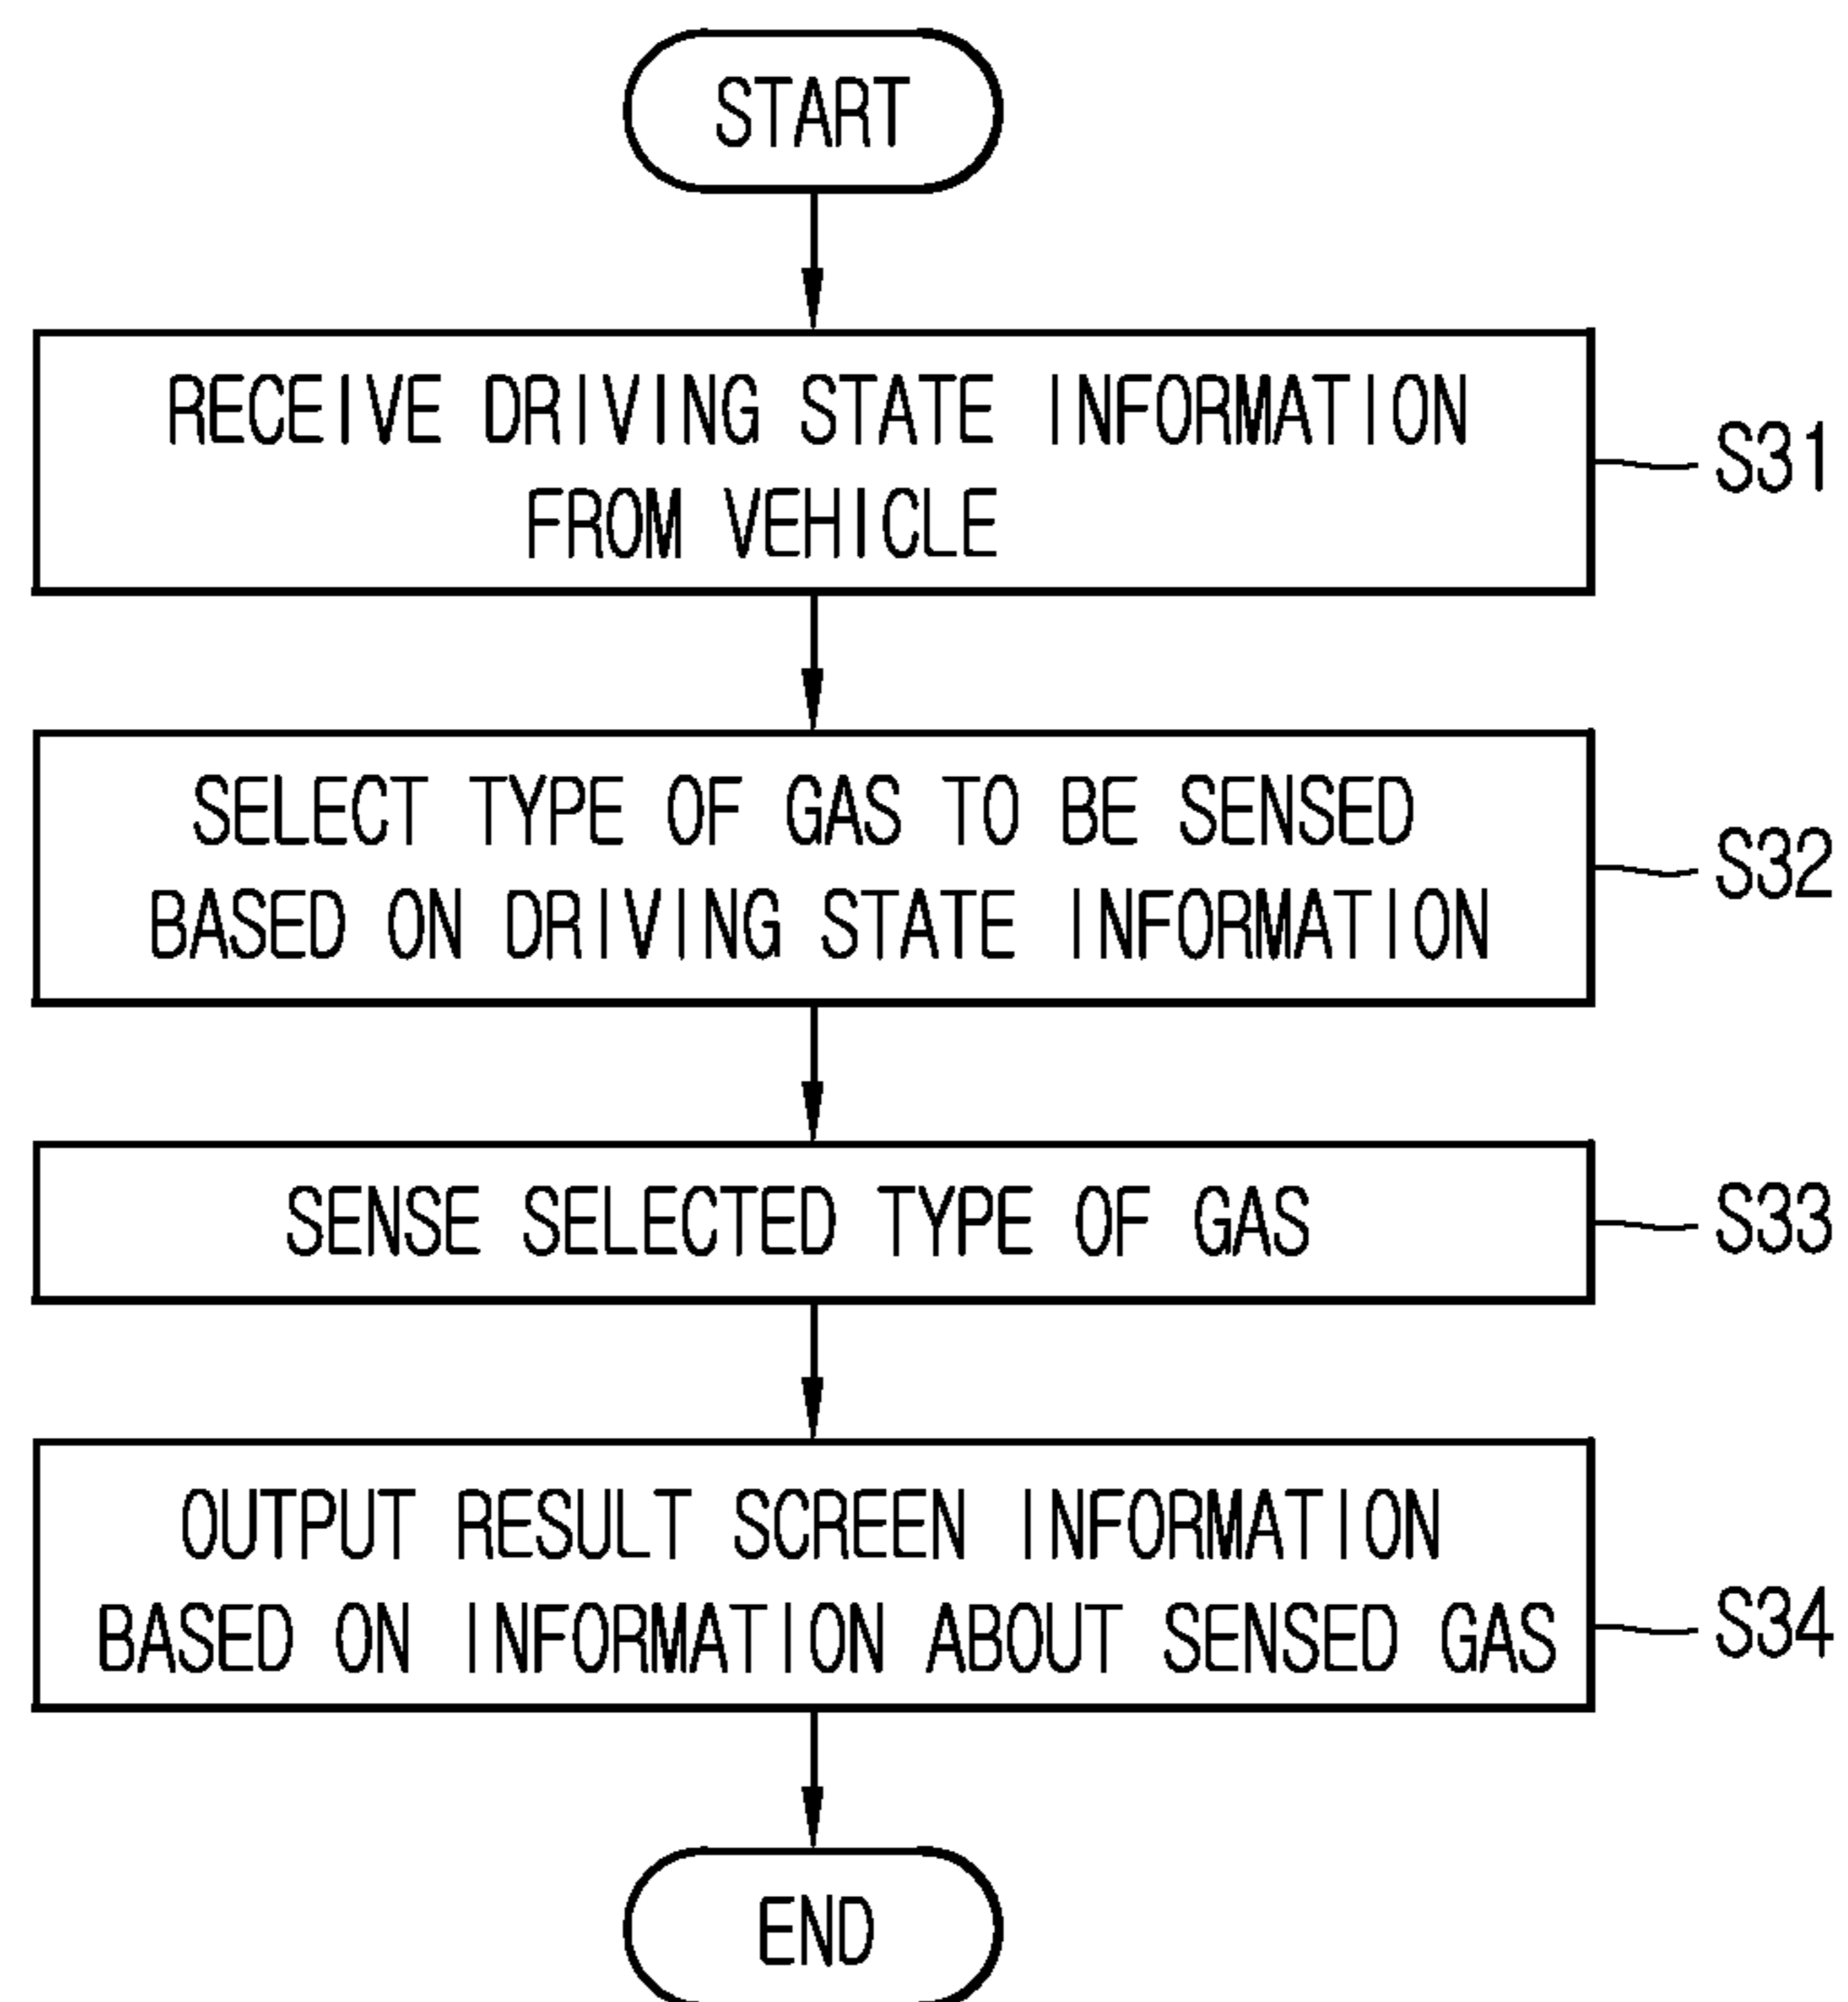 START
RECEIVE DRIVING STATE INFORMATION
FROM VEHICLE
S31
SELECT TYPE OF GAS TO BE SENSED
BASED ON DRIVING STATE INFORMATION
S32
SENSE SELECTED TYPE OF GAS
S33
OUTPUT RESULT SCREEN INFORMATION
BASED ON INFORMATION ABOUT SENSED GAS
S34
END